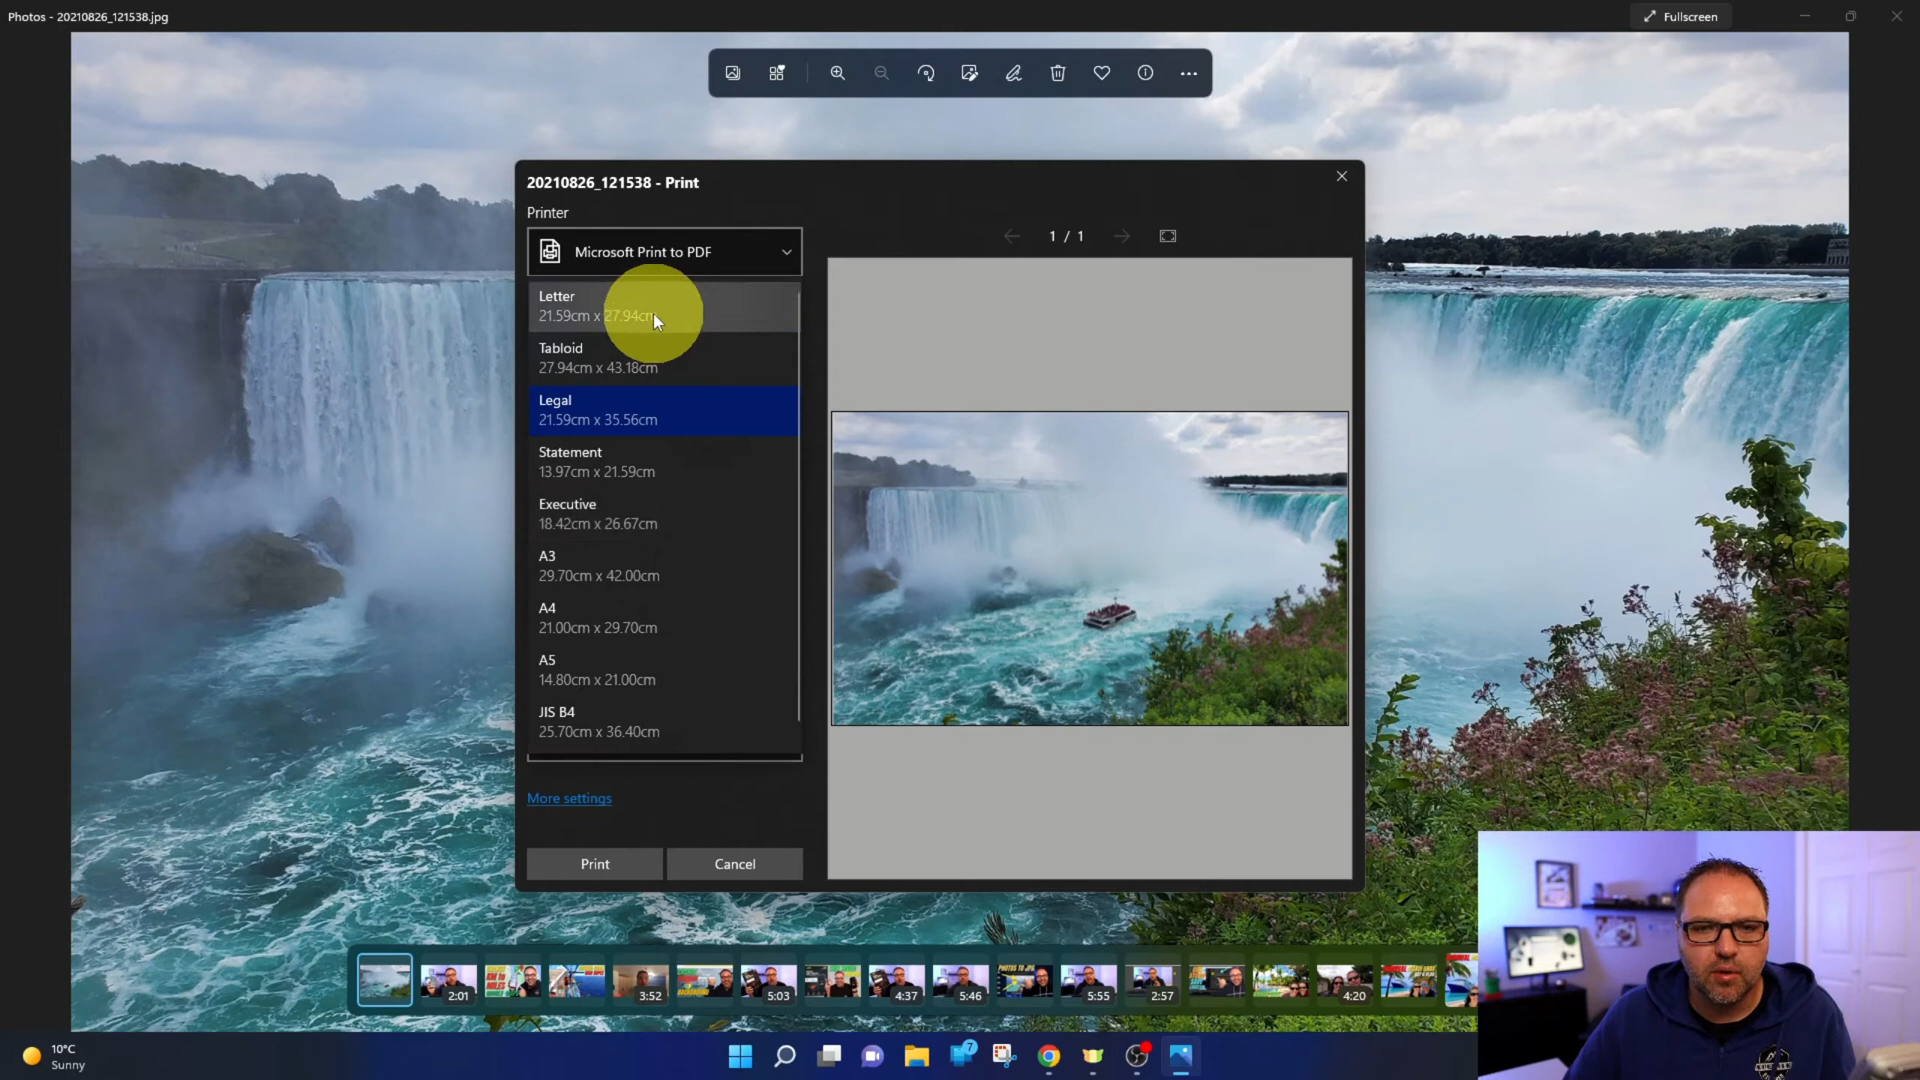 Photos - 20210826_121538.jpg
Fullscreen
20210826_121538 - Print
Printer
Microsoft Print to PDF
1 / 1
Letter
21.59cm x 27.94cm
Tabloid
27.94cm x 43.18cm
Legal
21.59cm x 35.56cm
Statement
13.97cm x 21.59cm
Executive
18.42cm x 26.67cm
A3
29.70cm x 42.00cm
A4
21.00cm x 29.70cm
A5
14.80cm x 21.00cm
JIS B4
25.70cm x 36.40cm
More settings
Print
Cancel
2:01
3:52
5:03
4:37
5:46
5:55
2:57
4:20
10°C
Sunny
7